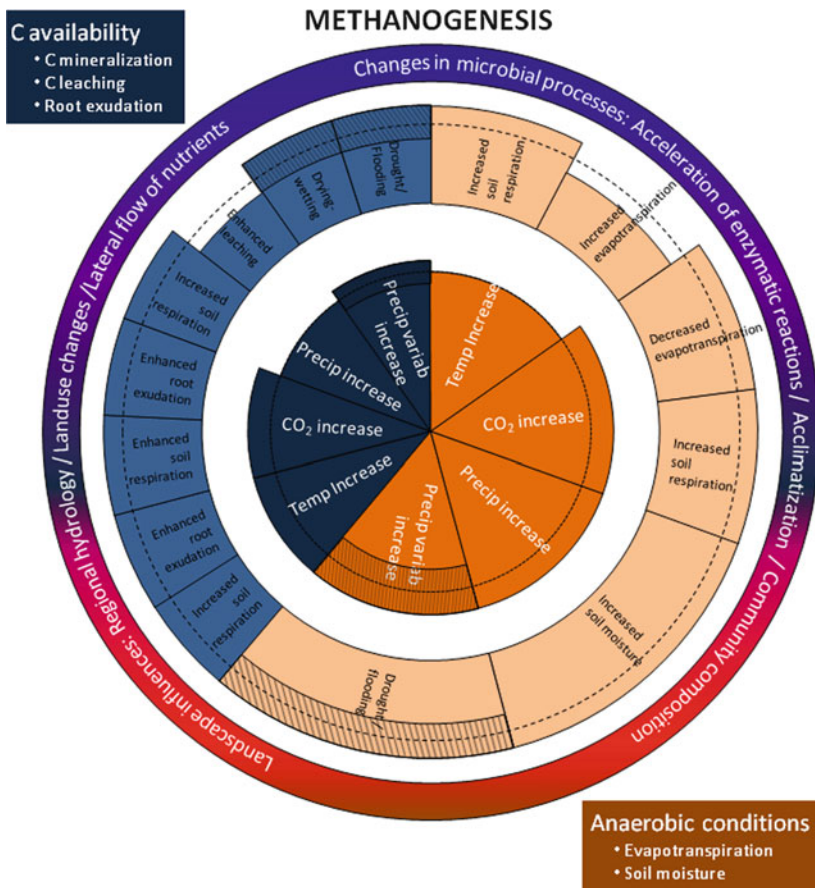 METHANOGENESIS
C availability
• C mineralization
• C leaching
• Root exudation
Changes in microbial processes: Acceleration of enzymatic reactions / Acclimatization / Community composition
Landscape influences: Regional hydrology / Landuse changes /Lateral flow of nutrients
Increased
soil
respiration
Increased
evapotranspiration
Decreased
evapotranspiration
Increased
soil
respiration
Increased
soil moisture
Drought/
flooding
Increased
soil
respiration
Enhanced
root
exudation
Enhanced
soil
respiration
Enhanced
root
exudation
Increased
soil
respiration
Enhanced
leaching
Drying-
wetting
Drought/
Flooding
Temp Increase
CO₂ increase
Precip increase
Precip variab
increase
Temp Increase
CO₂ increase
Precip increase
Precip variab
increase
Anaerobic conditions
• Evapotranspiration
• Soil moisture